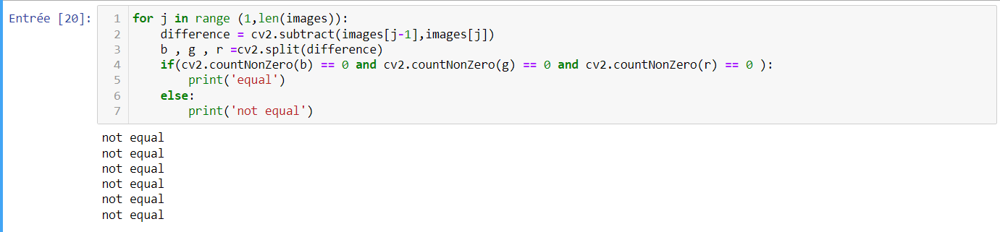 Entrée [20]:
1 for j in range (1,len(images)):
2     difference = cv2.subtract(images[j-1],images[j])
3     b , g , r =cv2.split(difference)
4     if(cv2.countNonZero(b) == 0 and cv2.countNonZero(g) == 0 and cv2.countNonZero(r) == 0 ):
5         print('equal')
6     else:
7         print('not equal')
not equal
not equal
not equal
not equal
not equal
not equal